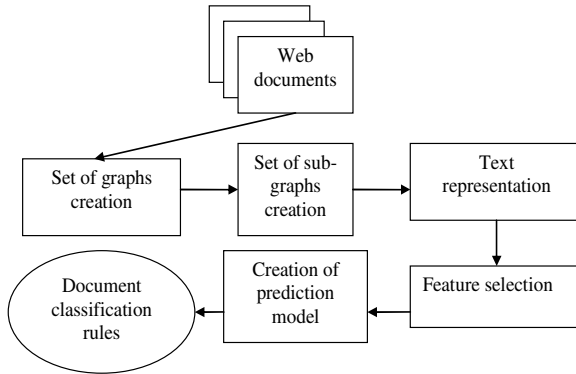 Web
documents
Set of graphs
creation
Set of sub-
graphs
creation
Text
representation
Feature selection
Creation of
prediction
model
Document
classification
rules